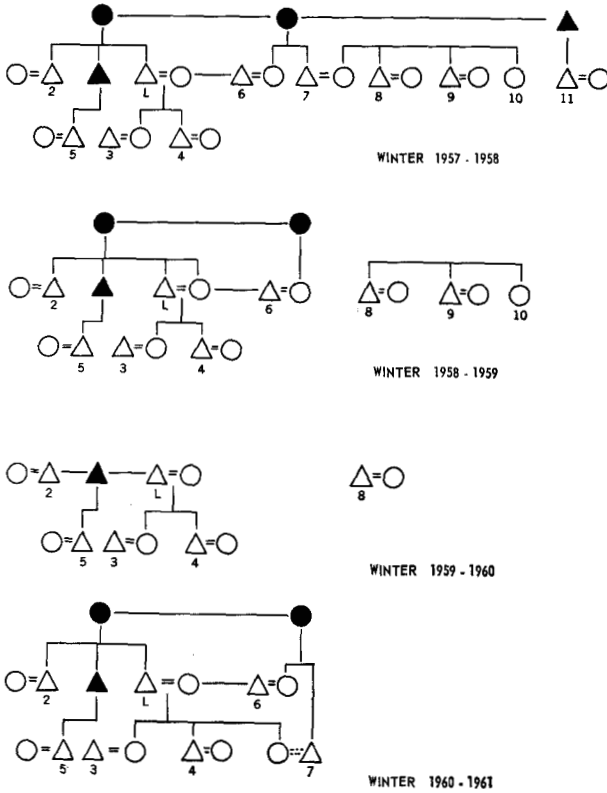 2 L 6 7 8 9 10 11
5 3 4
WINTER 1957 - 1958
2 L 6 8 9 10
5 3 4
WINTER 1958 - 1959
2 L 8
5 3 4
WINTER 1959 - 1960
2 L 6
5 3 4 7
WINTER 1960 - 1961